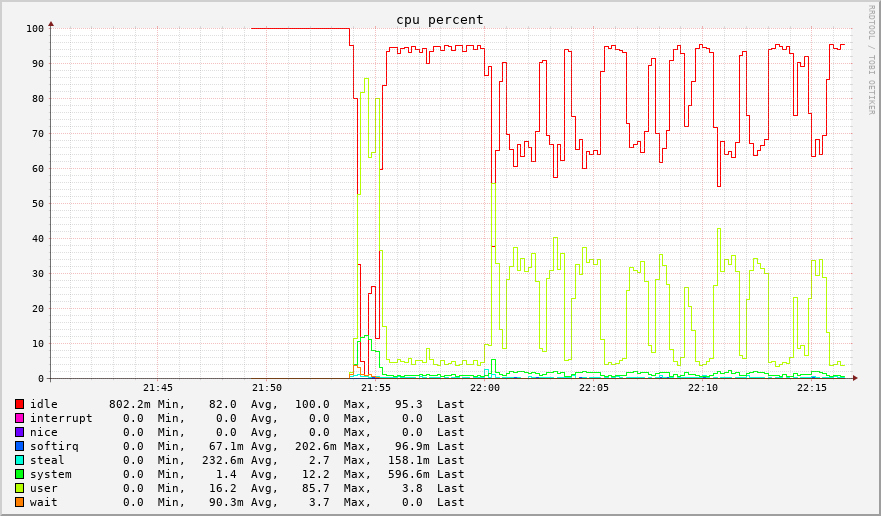 cpu percent
RRDTOOL / TOBI OETIKER
100
90
80
70
60
50
40
30
20
10
0
21:45 21:50 21:55 22:00 22:05 22:10 22:15
idle 802.2m Min, 82.0 Avg, 100.0 Max, 95.3 Last
interrupt 0.0 Min, 0.0 Avg, 0.0 Max, 0.0 Last
nice 0.0 Min, 0.0 Avg, 0.0 Max, 0.0 Last
softirq 0.0 Min, 67.1m Avg, 202.6m Max, 96.9m Last
steal 0.0 Min, 232.6m Avg, 2.7 Max, 158.1m Last
system 0.0 Min, 1.4 Avg, 12.2 Max, 596.6m Last
user 0.0 Min, 16.2 Avg, 85.7 Max, 3.8 Last
wait 0.0 Min, 90.3m Avg, 3.7 Max, 0.0 Last